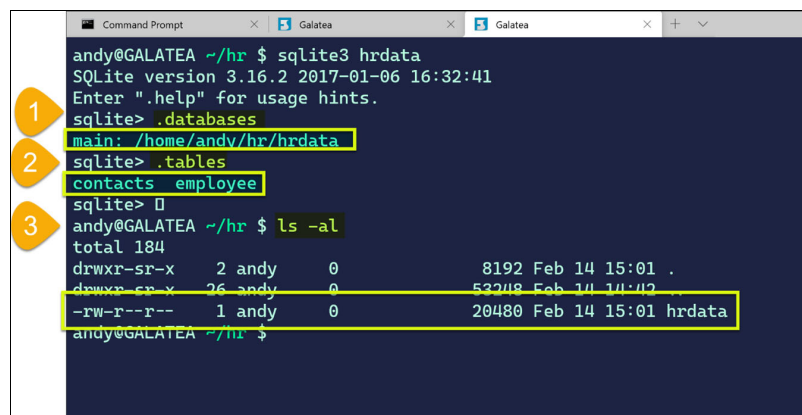 Command Prompt × Galatea × Galatea × +
andy@GALATEA ~/hr $ sqlite3 hrdata
SQLite version 3.16.2 2017-01-06 16:32:41
Enter ".help" for usage hints.
1 sqlite> .databases
main: /home/andy/hr/hrdata
2 sqlite> .tables
contacts employee
sqlite>
3 andy@GALATEA ~/hr $ ls -al
total 184
drwxr-sr-x 2 andy 0 8192 Feb 14 15:01 .
drwxr-sr-x 26 andy 0 53248 Feb 14 14:42 ..
-rw-r--r-- 1 andy 0 20480 Feb 14 15:01 hrdata
andy@GALATEA ~/hr $